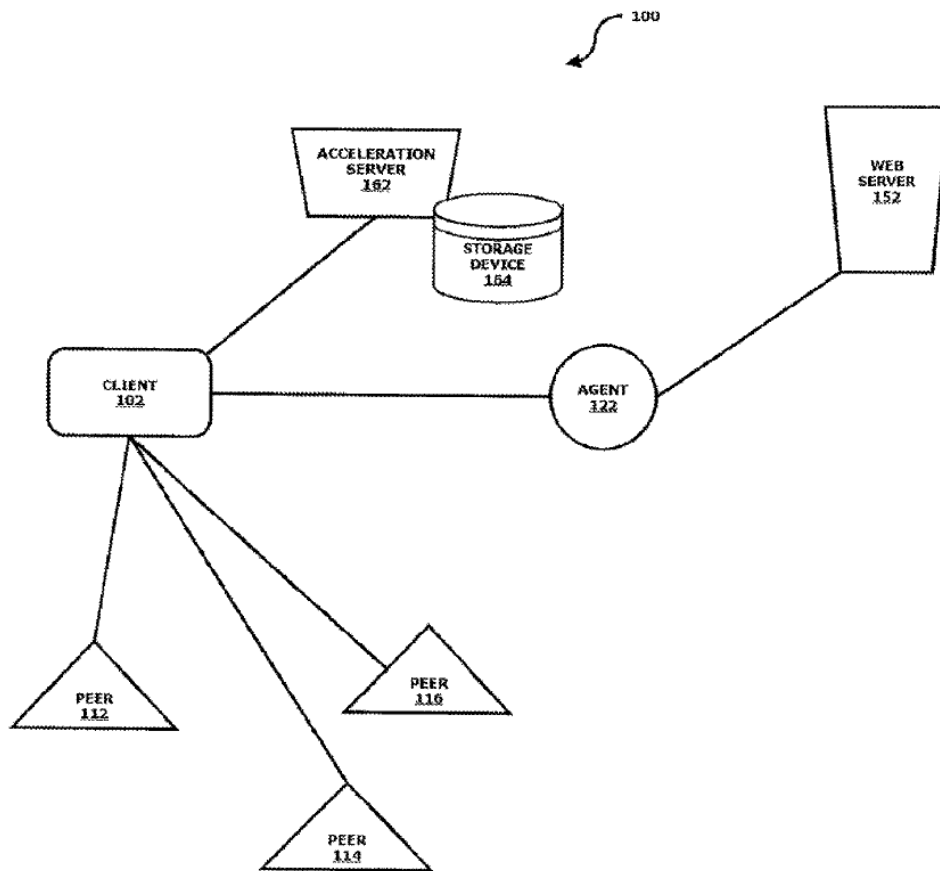 100
ACCELERATION
SERVER
162
STORAGE
DEVICE
164
WEB
SERVER
152
CLIENT
102
AGENT
122
PEER
112
PEER
116
PEER
114